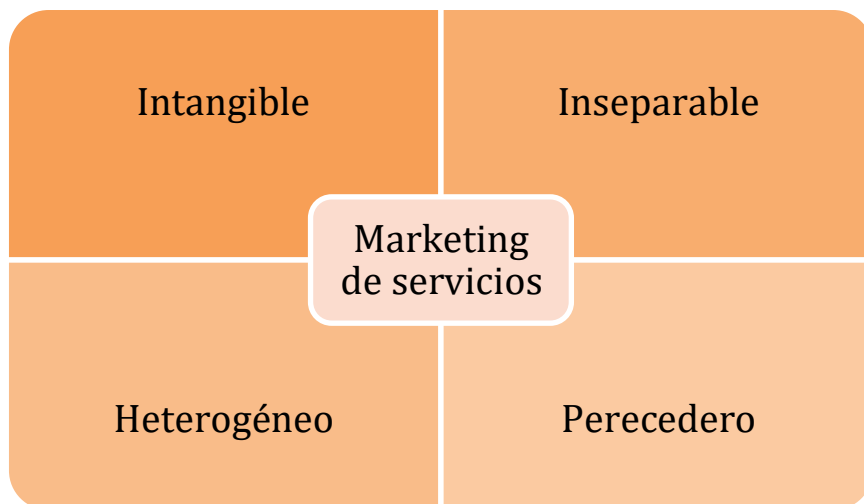 Intangible
Inseparable
Marketing
de servicios
Heterogéneo
Perecedero